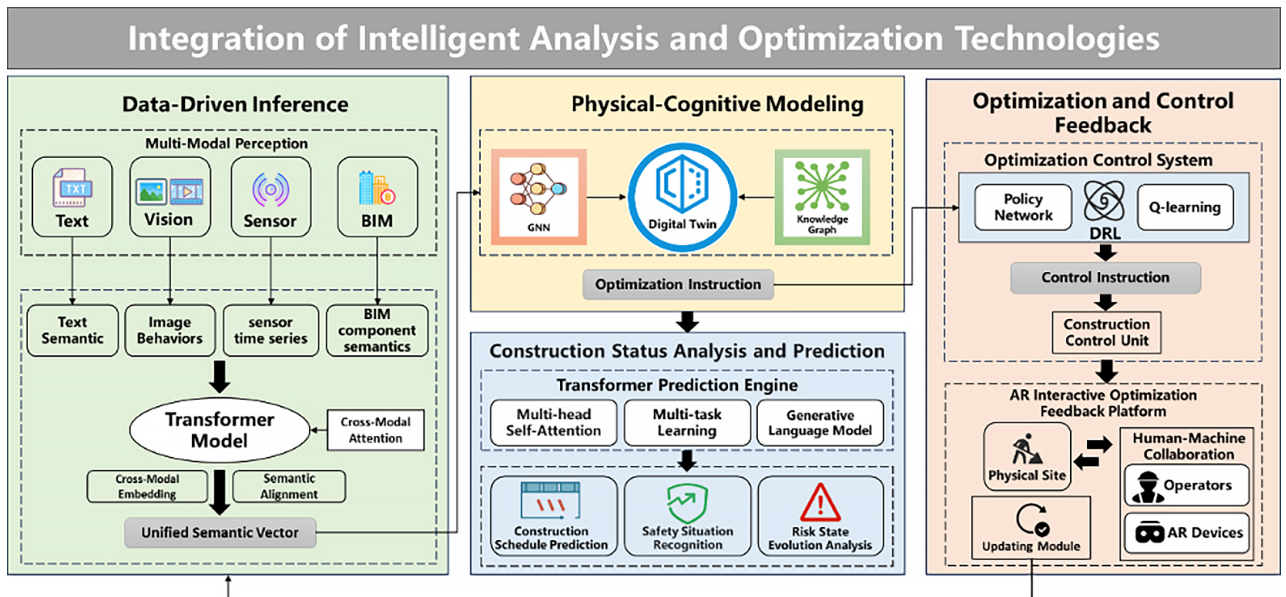 Integration of Intelligent Analysis and Optimization Technologies
Data-Driven Inference
Multi-Modal Perception
TXT
Text
Vision
Sensor
BIM
Text
Semantic
Image
Behaviors
sensor
time series
BIM
component
semantics
Transformer
Model
Cross-Modal
Attention
Cross-Modal
Embedding
Semantic
Alignment
Unified Semantic Vector
Physical-Cognitive Modeling
GNN
Digital Twin
Knowledge
Graph
Optimization Instruction
Construction Status Analysis and Prediction
Transformer Prediction Engine
Multi-head
Self-Attention
Multi-task
Learning
Generative
Language Model
Construction
Schedule Prediction
Safety Situation
Recognition
Risk State
Evolution Analysis
Optimization and Control
Feedback
Optimization Control System
Policy
Network
DRL
Q-learning
Control Instruction
Construction
Control Unit
AR Interactive Optimization
Feedback Platform
Physical Site
Human-Machine
Collaboration
Operators
AR Devices
Updating Module